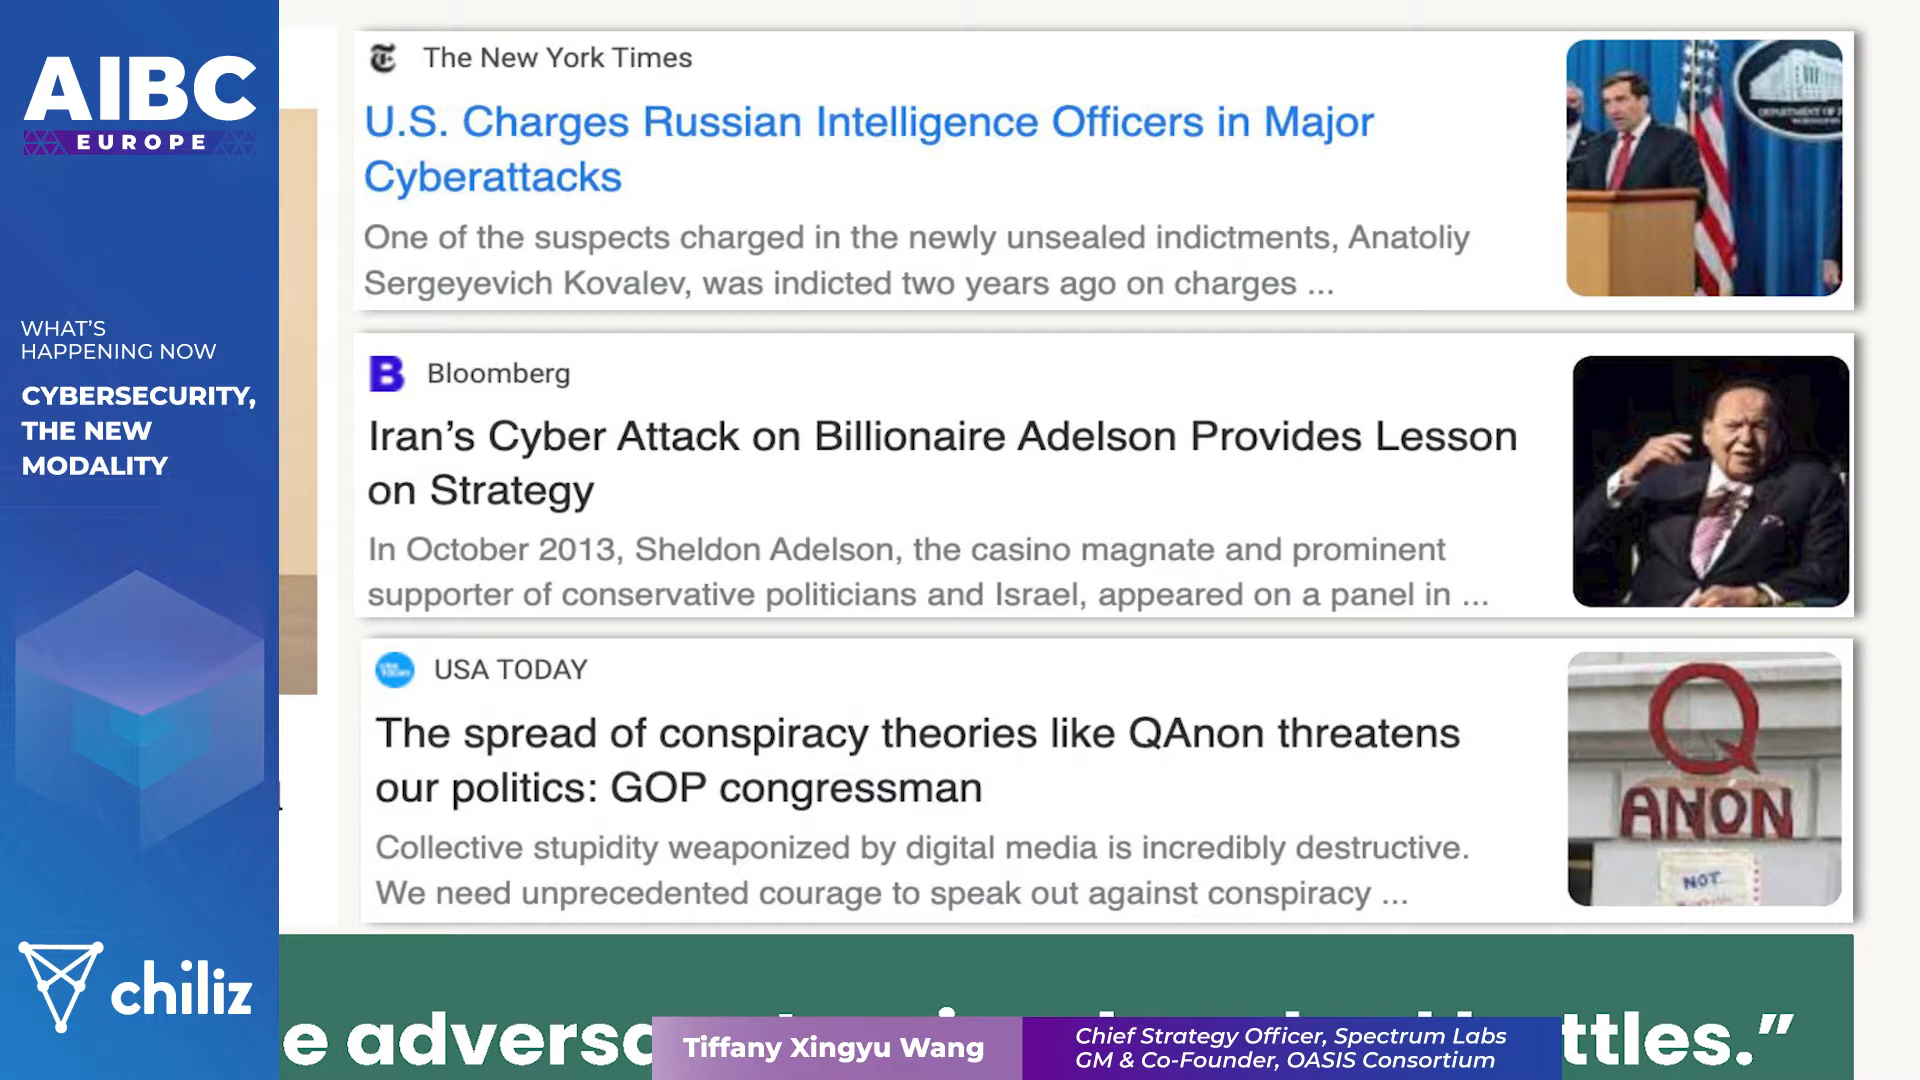 AIBC
EUROPE
WHAT'S
HAPPENING NOW
CYBERSECURITY,
THE NEW
MODALITY
chiliz
The New York Times
U.S. Charges Russian Intelligence Officers in Major
Cyberattacks
One of the suspects charged in the newly unsealed indictments, Anatoliy
Sergeyevich Kovalev, was indicted two years ago on charges ...
B Bloomberg
Iran's Cyber Attack on Billionaire Adelson Provides Lesson
on Strategy
In October 2013, Sheldon Adelson, the casino magnate and prominent
supporter of conservative politicians and Israel, appeared on a panel in ...
USA TODAY
The spread of conspiracy theories like QAnon threatens
our politics: GOP congressman
Collective stupidity weaponized by digital media is incredibly destructive.
We need unprecedented courage to speak out against conspiracy ...
Q
ANON
NOT
e adversa
ttles.”
Tiffany Xingyu Wang
Chief Strategy Officer, Spectrum Labs
GM & Co-Founder, OASIS Consortium